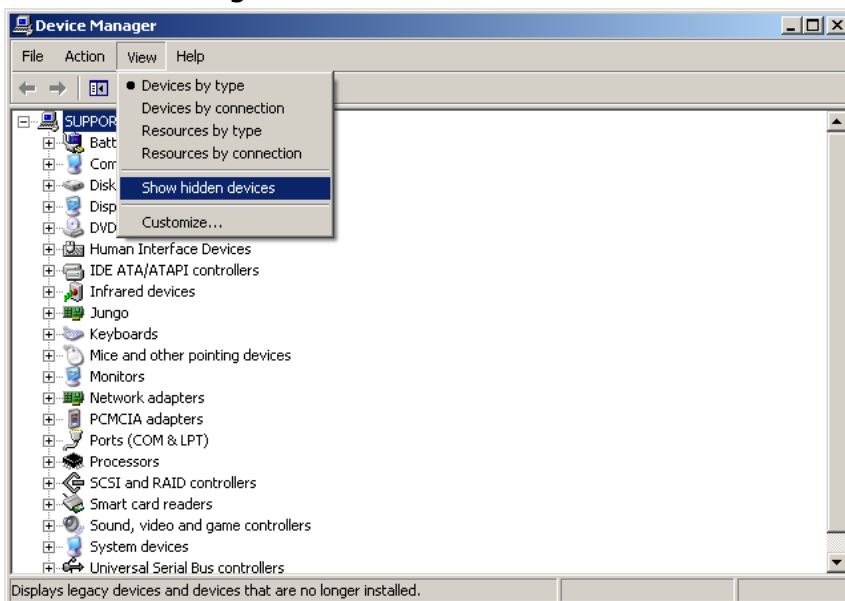 Device Manager
File Action View Help
Devices by type
Devices by connection
Resources by type
Resources by connection
Show hidden devices
Customize...
SUPPOR
Batt
Com
Disk
Disp
DVD
Human Interface Devices
IDE ATA/ATAPI controllers
Infrared devices
Jungo
Keyboards
Mice and other pointing devices
Monitors
Network adapters
PCMCIA adapters
Ports (COM & LPT)
Processors
SCSI and RAID controllers
Smart card readers
Sound, video and game controllers
System devices
Universal Serial Bus controllers
Displays legacy devices and devices that are no longer installed.